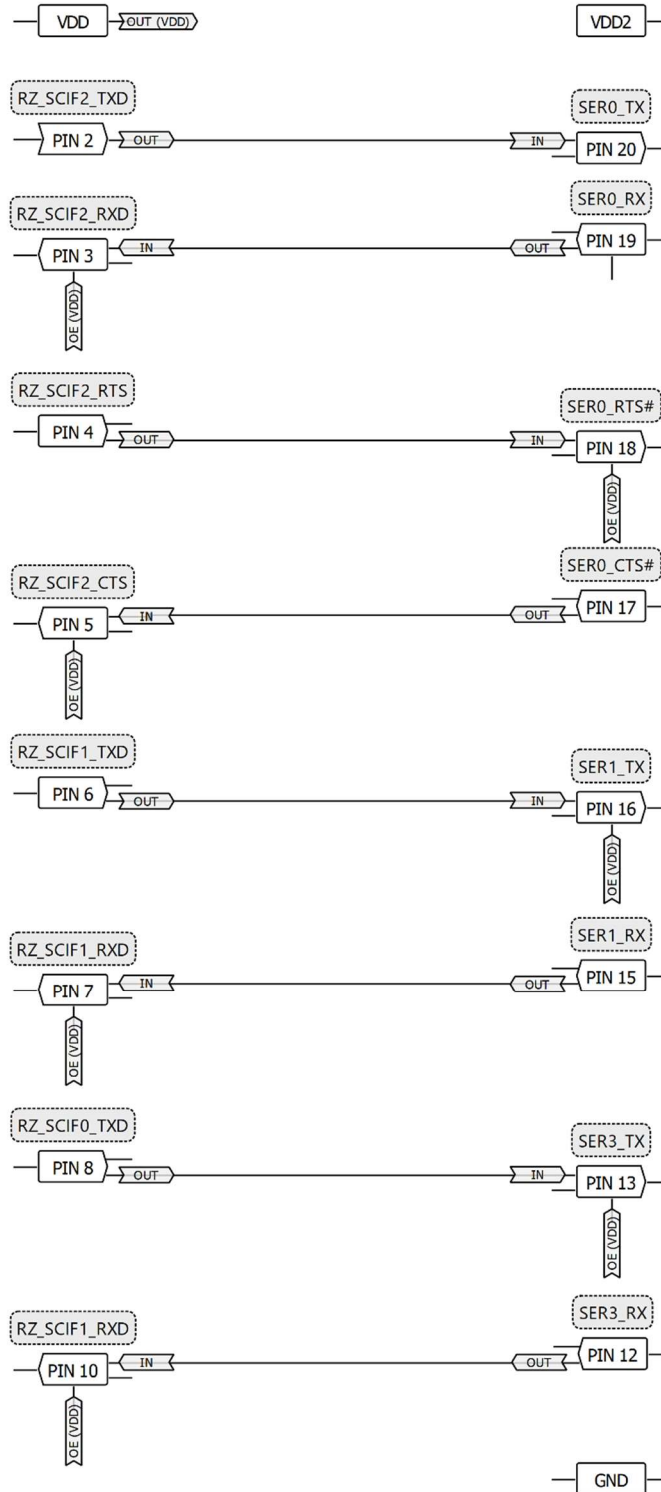 VDD OUT (VDD) VDD2
RZ_SCIF2_TXD SER0_TX
PIN 2 OUT IN PIN 20
RZ_SCIF2_RXD SER0_RX
PIN 3 IN OUT PIN 19
OE (VDD)
RZ_SCIF2_RTS SER0_RTS#
PIN 4 OUT IN PIN 18
OE (VDD)
RZ_SCIF2_CTS SER0_CTS#
PIN 5 IN OUT PIN 17
OE (VDD)
RZ_SCIF1_TXD SER1_TX
PIN 6 OUT IN PIN 16
OE (VDD)
RZ_SCIF1_RXD SER1_RX
PIN 7 IN OUT PIN 15
OE (VDD)
RZ_SCIF0_TXD SER3_TX
PIN 8 OUT IN PIN 13
OE (VDD)
RZ_SCIF1_RXD SER3_RX
PIN 10 IN OUT PIN 12
OE (VDD)
GND